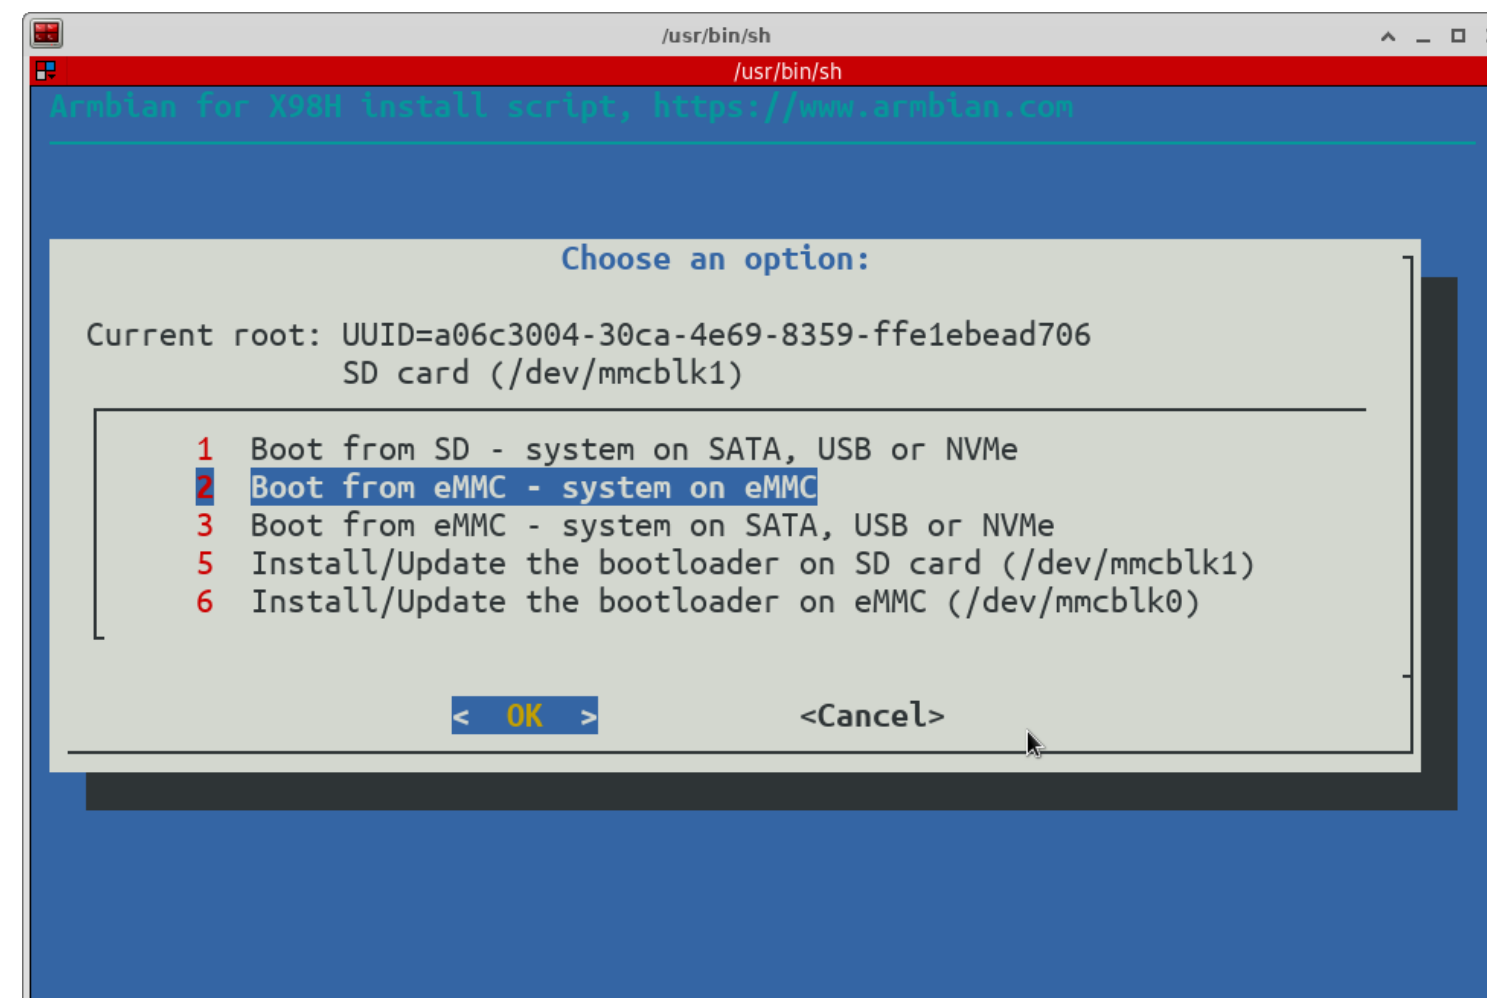 /usr/bin/sh
/usr/bin/sh
Armbian for X98H install script, https://www.armbian.com
Choose an option:
Current root: UUID=a06c3004-30ca-4e69-8359-ffe1ebead706
SD card (/dev/mmcblk1)
1 Boot from SD - system on SATA, USB or NVMe
2 Boot from eMMC - system on eMMC
3 Boot from eMMC - system on SATA, USB or NVMe
5 Install/Update the bootloader on SD card (/dev/mmcblk1)
6 Install/Update the bootloader on eMMC (/dev/mmcblk0)
< OK > <Cancel>